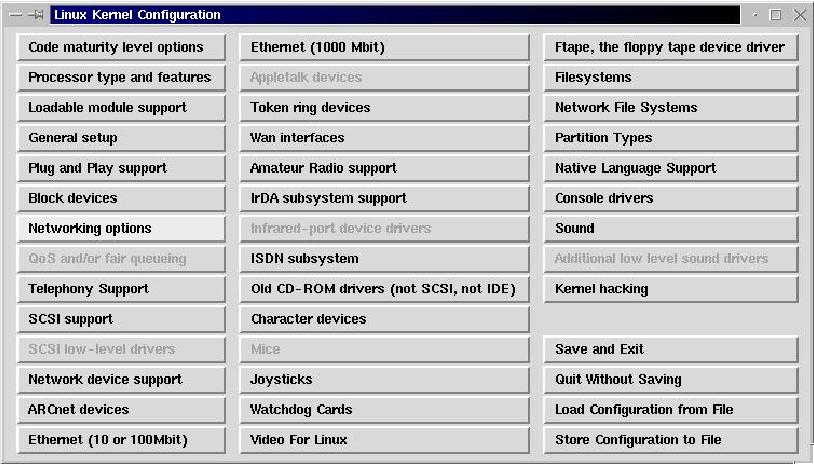 Linux Kernel Configuration
Code maturity level options
Processor type and features
Loadable module support
General setup
Plug and Play support
Block devices
Networking options
QoS and/or fair queueing
Telephony Support
SCSI support
SCSI low-level drivers
Network device support
ARCnet devices
Ethernet (10 or 100Mbit)
Ethernet (1000 Mbit)
Appletalk devices
Token ring devices
Wan interfaces
Amateur Radio support
IrDA subsystem support
Infrared-port device drivers
ISDN subsystem
Old CD-ROM drivers (not SCSI, not IDE)
Character devices
Mice
Joysticks
Watchdog Cards
Video For Linux
Ftape, the floppy tape device driver
Filesystems
Network File Systems
Partition Types
Native Language Support
Console drivers
Sound
Additional low level sound drivers
Kernel hacking
Save and Exit
Quit Without Saving
Load Configuration from File
Store Configuration to File